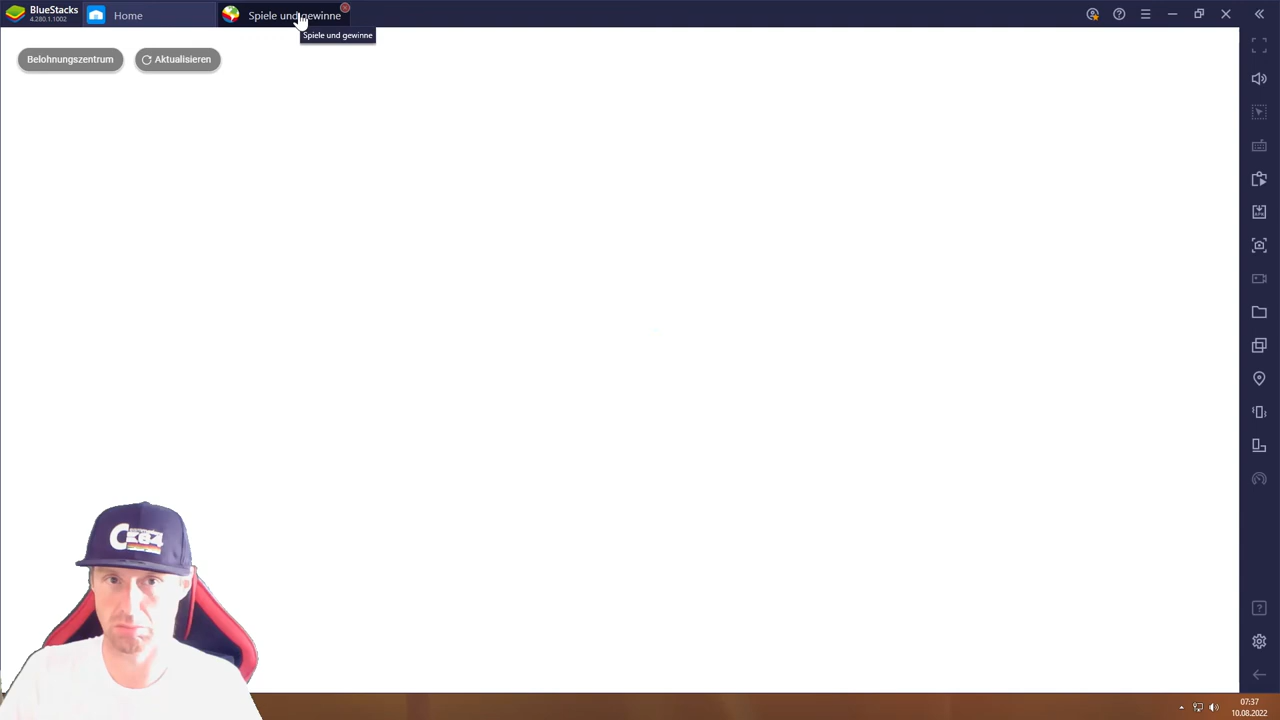 BlueStacks
4.280.1.1002
Home
Spiele und gewinne
Spiele und gewinne
Belohnungszentrum
Aktualisieren
APK
07:37
10.08.2022